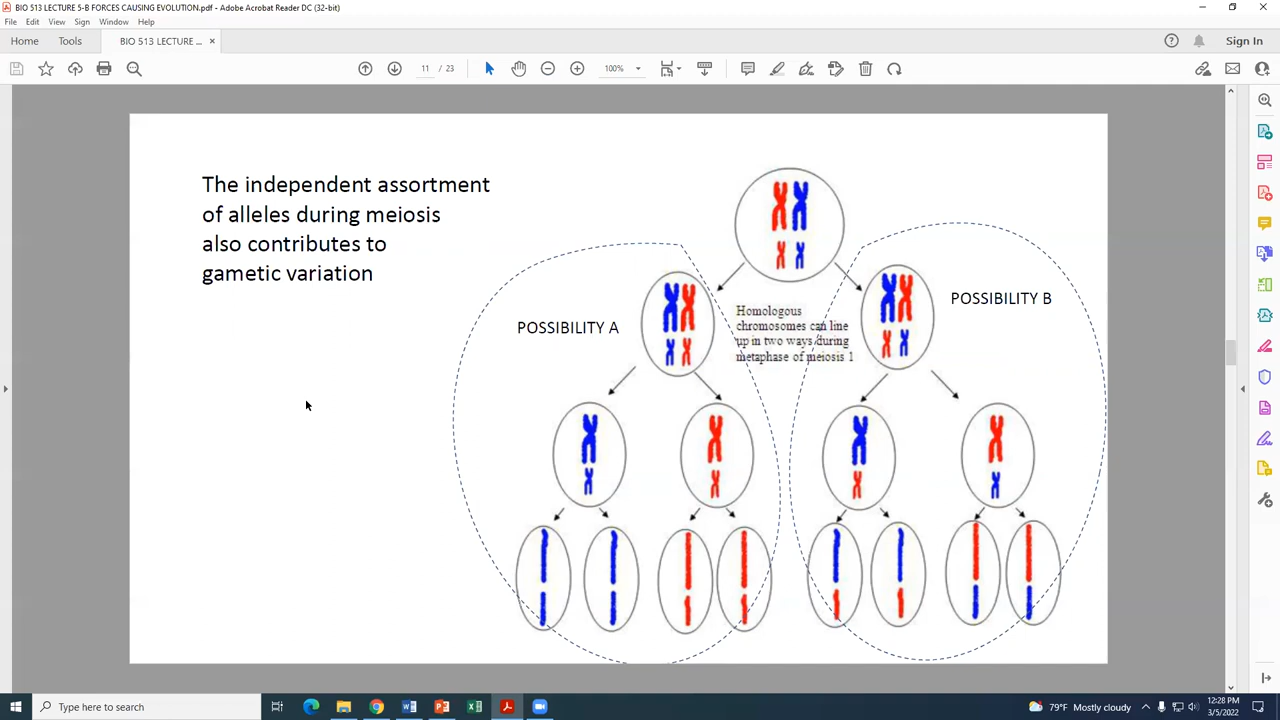 BIO 513 LECTURE 5-B FORCES CAUSING EVOLUTION.pdf - Adobe Acrobat Reader DC (32-bit)
File Edit View Sign Window Help
Home Tools BIO 513 LECTURE ... × Sign In
11 / 23 100%
The independent assortment
of alleles during meiosis
also contributes to
gametic variation
POSSIBILITY A
Homologous
chromosomes can line
up in two ways during
metaphase of meiosis 1
POSSIBILITY B
Type here to search
79°F Mostly cloudy
12:28 PM
3/5/2022